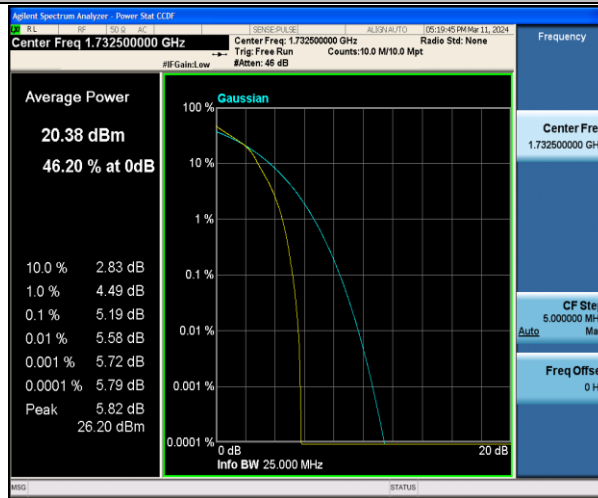 Agilent Spectrum Analyzer - Power Stat CCDF
RL RF 50 Ω AC SENSE:PULSE ALIGNAUTO 05:19:45 PM Mar 11, 2024
Center Freq 1.732500000 GHz
Center Freq: 1.732500000 GHz Radio Std: None
Trig: Free Run Counts:10.0 M/10.0 Mpt
#IFGain:Low #Atten: 46 dB
Frequency
Average Power
20.38 dBm
46.20 % at 0dB
10.0 % 2.83 dB
1.0 % 4.49 dB
0.1 % 5.19 dB
0.01 % 5.58 dB
0.001 % 5.72 dB
0.0001 % 5.79 dB
Peak 5.82 dB
26.20 dBm
Gaussian
100 %
10 %
1 %
0.1 %
0.01 %
0.001 %
0.0001 %
0 dB 20 dB
Info BW 25.000 MHz
Center Fre
1.732500000 GH
CF Ste
5.000000 MH
Auto Ma
Freq Offse
0 H
MSG STATUS